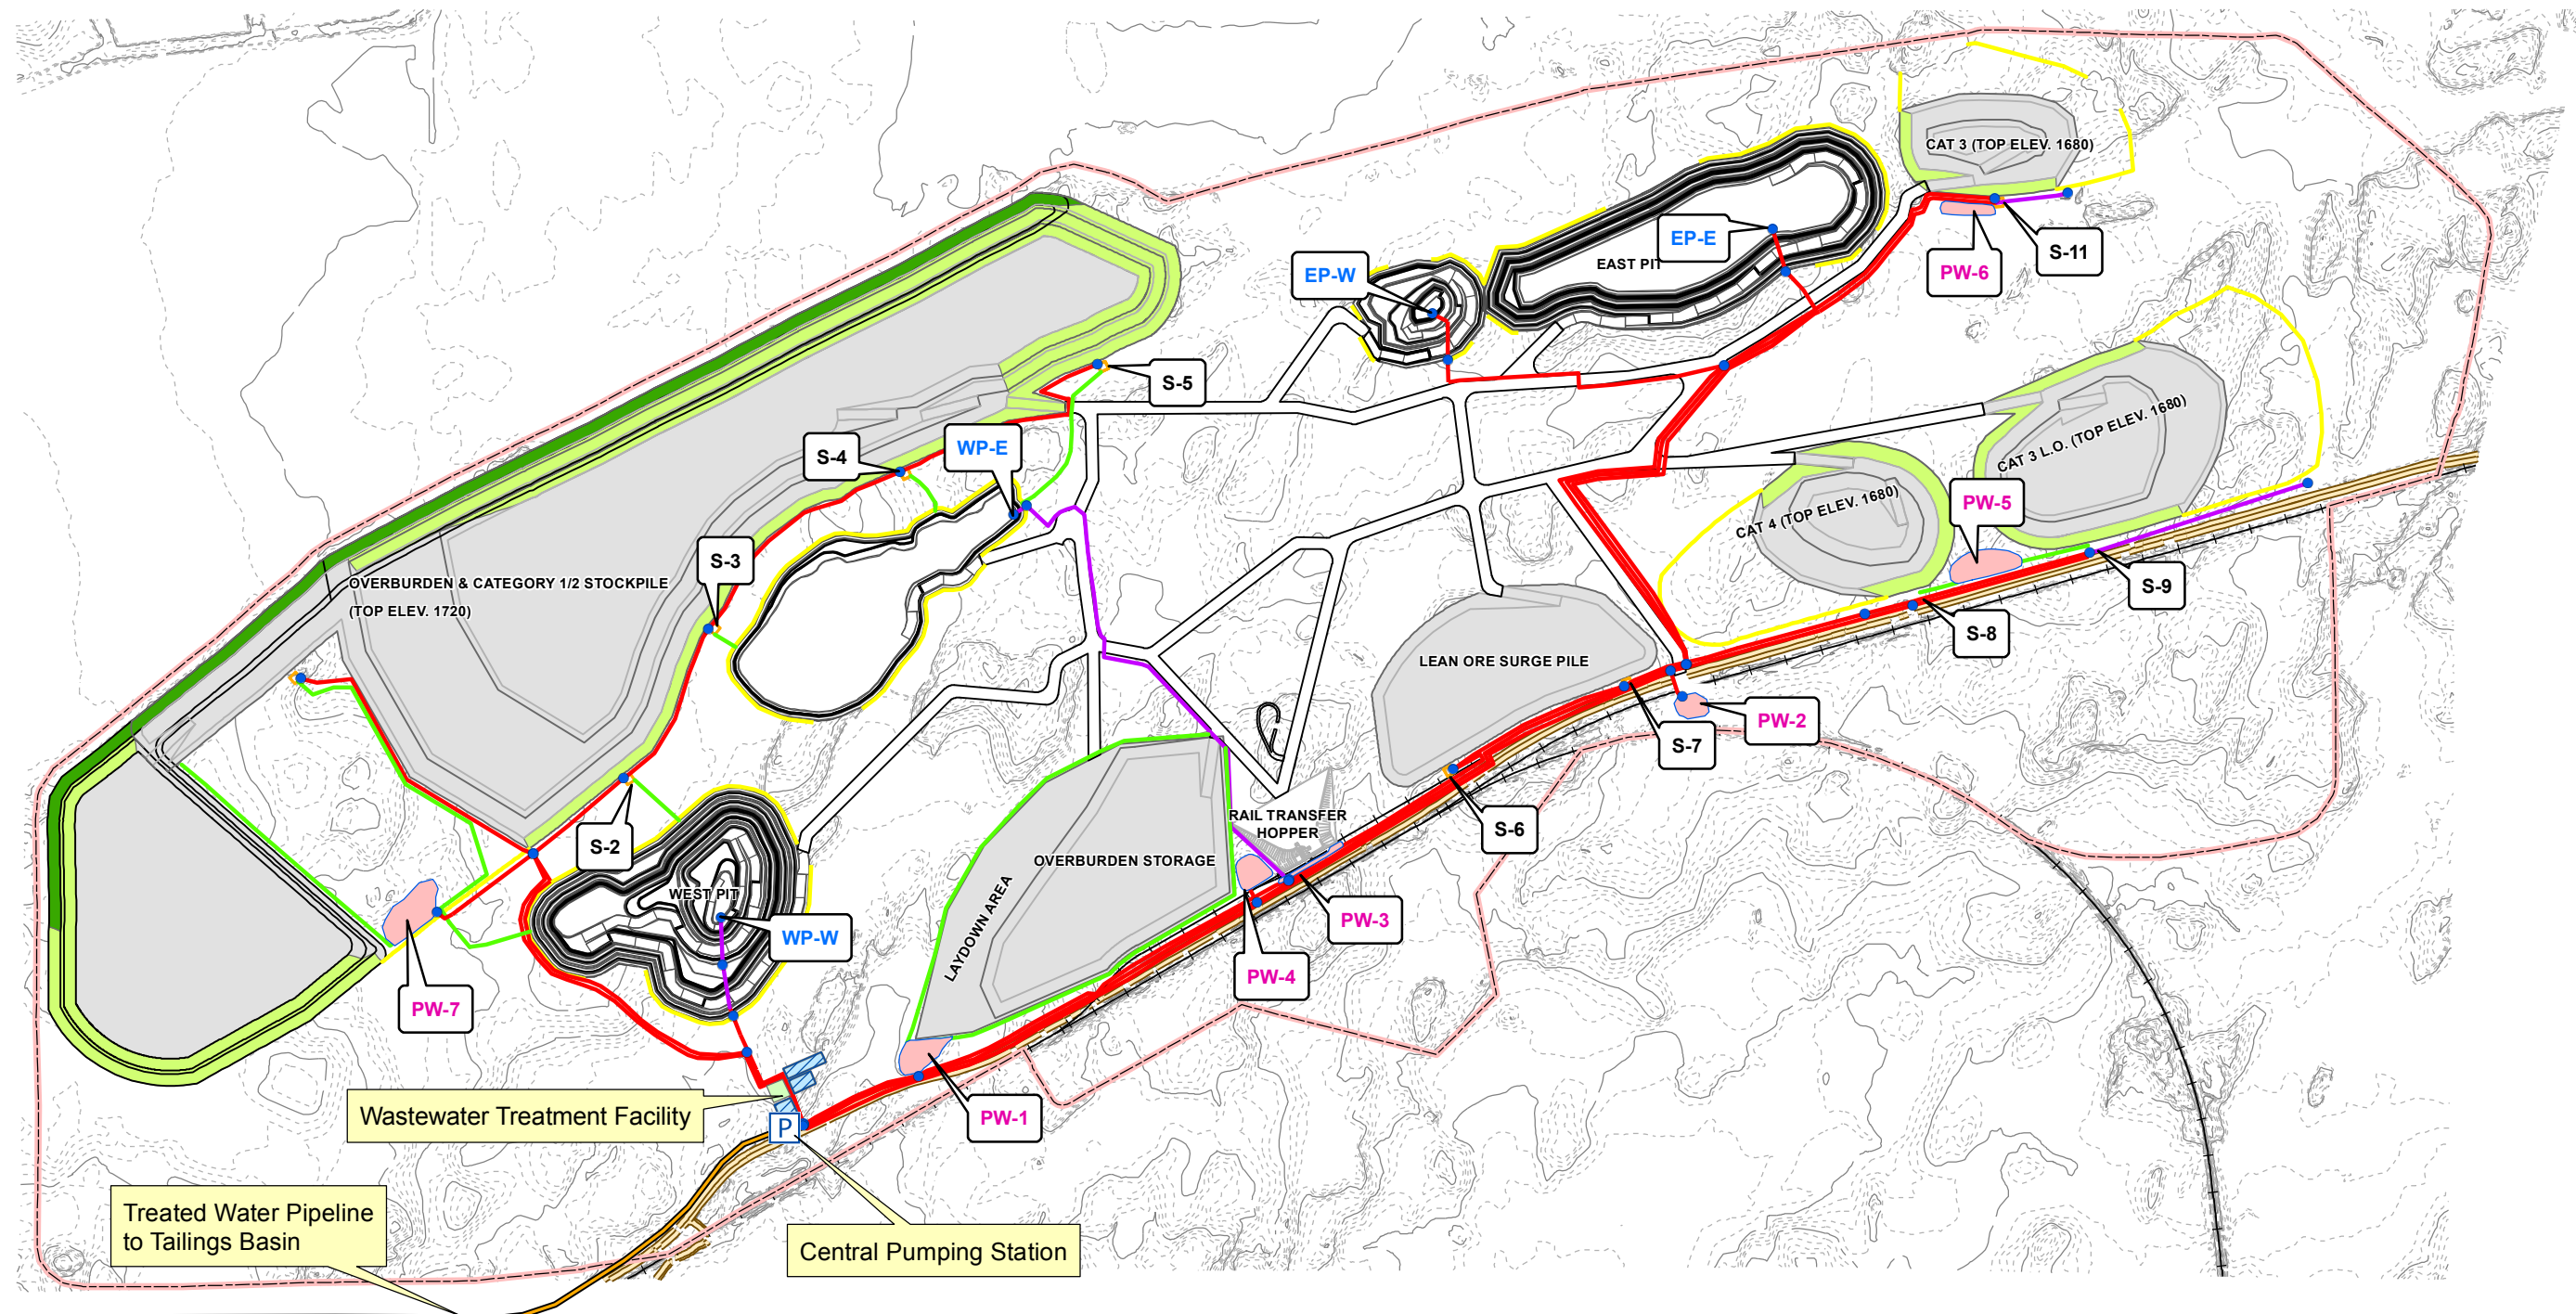 CAT 3 (TOP ELEV. 1680)
EP-E
EAST PIT
S-11
PW-6
EP-W
S-5
CAT 3 L.O. (TOP ELEV. 1680)
WP-E
S-4
PW-5
CAT 4 (TOP ELEV. 1680)
S-3
OVERBURDEN & CATEGORY 1/2 STOCKPILE
(TOP ELEV. 1720)
S-9
S-8
LEAN ORE SURGE PILE
PW-2
S-7
RAIL TRANSFER
HOPPER
S-6
S-2
OVERBURDEN STORAGE
WEST PIT
LAYDOWN AREA
PW-3
WP-W
PW-4
PW-7
Wastewater Treatment Facility
PW-1
P
Treated Water Pipeline
to Tailings Basin
Central Pumping Station